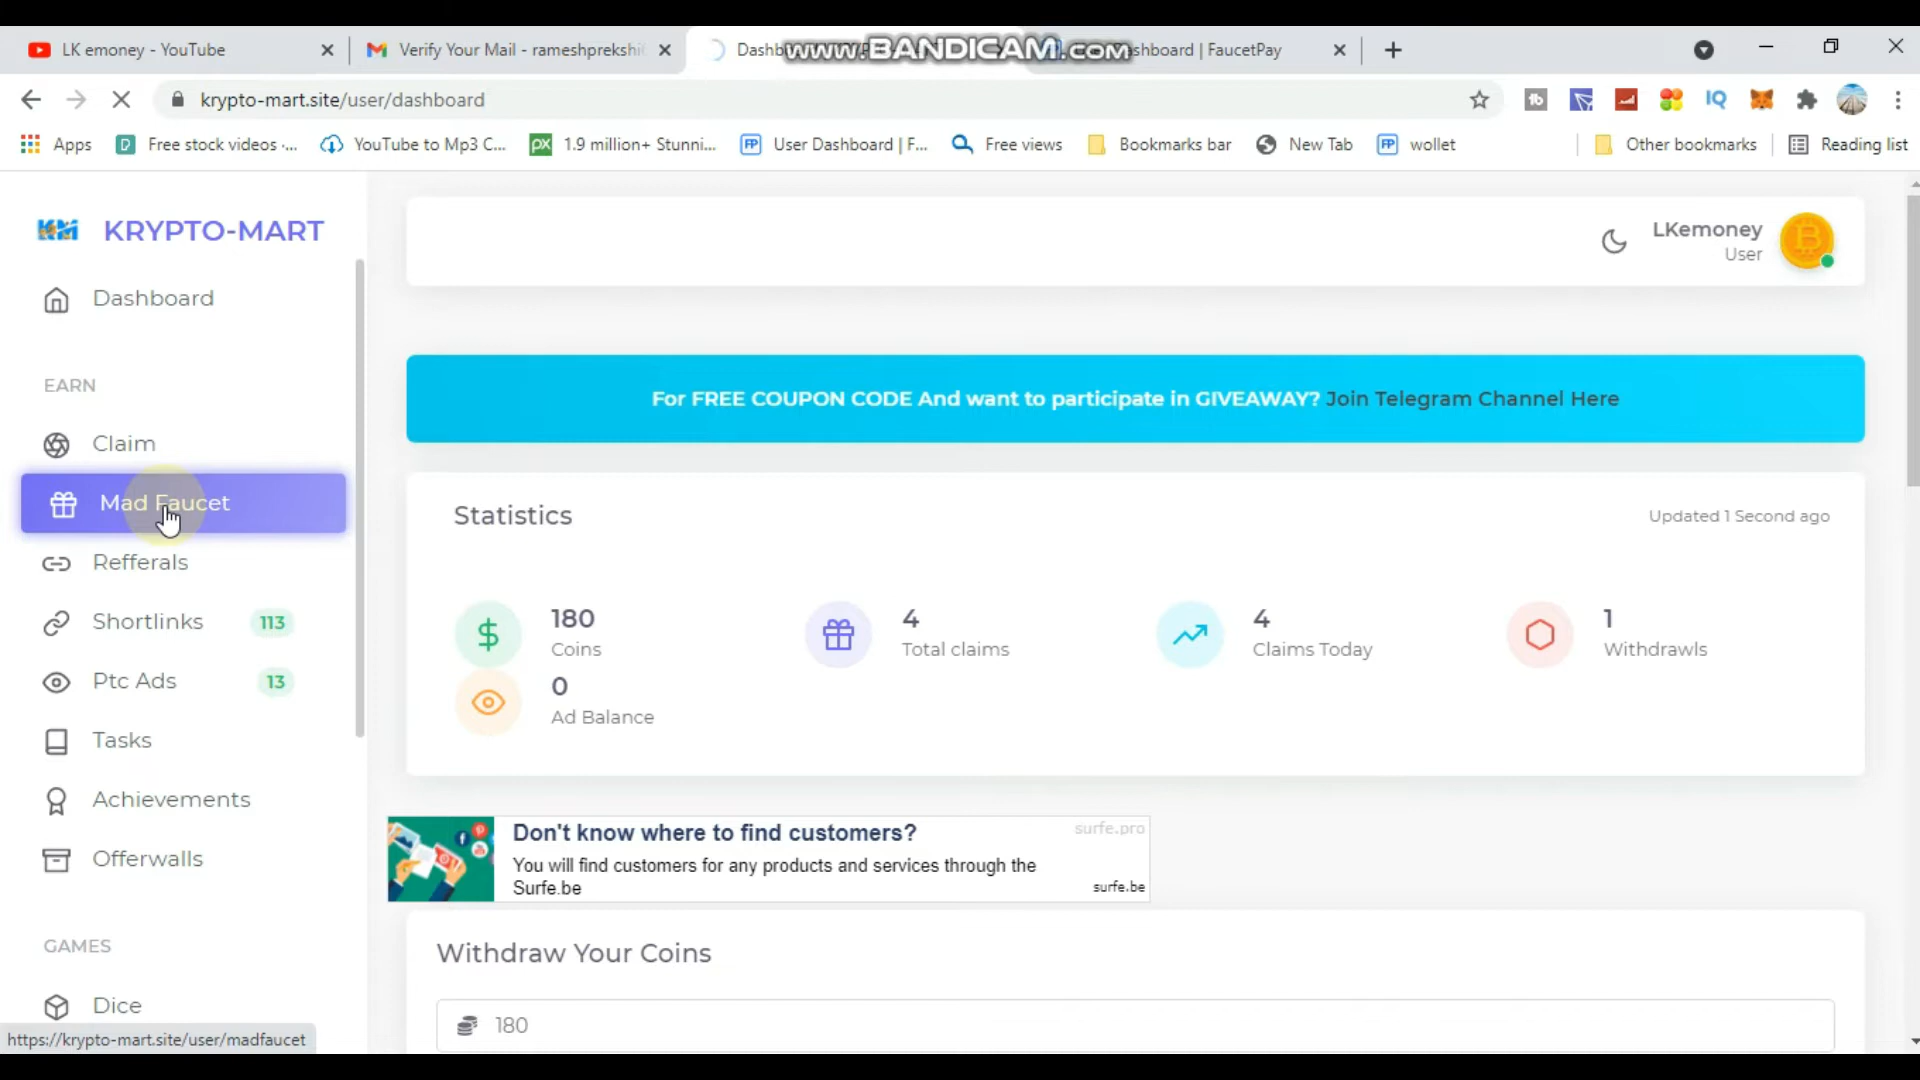 LK emoney - YouTube
Verify Your Mail - rameshprekshi
Dashb
www.BANDICAM.com
ashboard | FaucetPay
krypto-mart.site/user/dashboard
Apps
Free stock videos -...
YouTube to Mp3 C...
1.9 million+ Stunni...
User Dashboard | F...
Free views
Bookmarks bar
New Tab
wollet
Other bookmarks
Reading list
KRYPTO-MART
LKemoney
User
Dashboard
EARN
For FREE COUPON CODE And want to participate in GIVEAWAY? Join Telegram Channel Here
Claim
Mad Faucet
Refferals
Shortlinks 113
Ptc Ads 13
Tasks
Achievements
Offerwalls
GAMES
Dice
Statistics
Updated 1 Second ago
180
Coins
4
Total claims
4
Claims Today
1
Withdrawls
0
Ad Balance
Don't know where to find customers?
surfe.pro
You will find customers for any products and services through the
Surfe.be
surfe.be
Withdraw Your Coins
180
https://krypto-mart.site/user/madfaucet